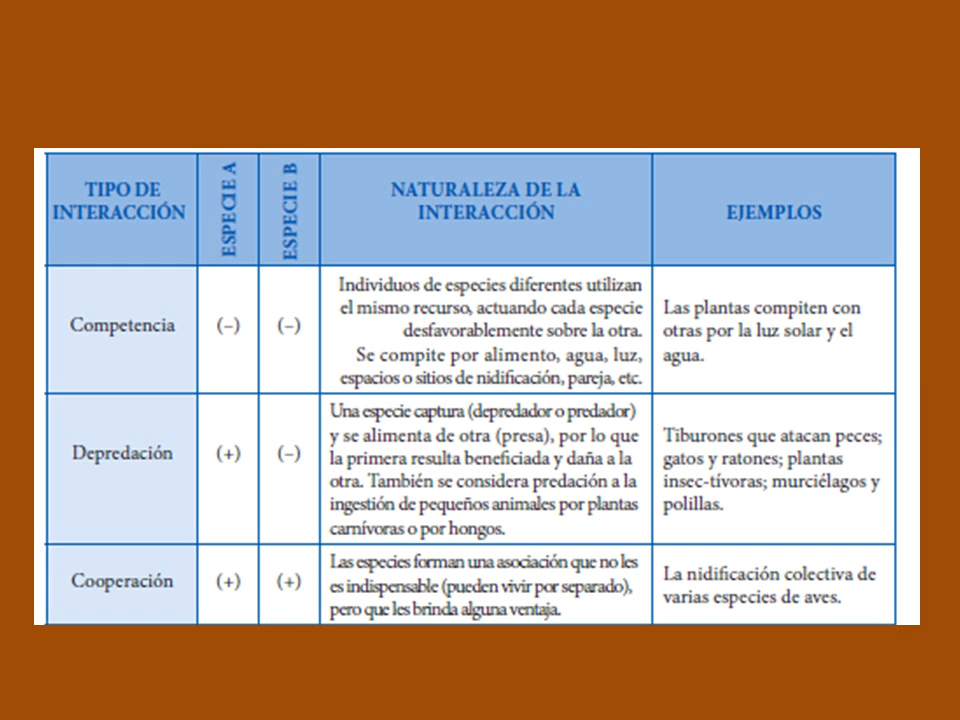 TIPO DE
INTERACCIÓN
ESPECIE A
ESPECIE B
NATURALEZA DE LA
INTERACCIÓN
EJEMPLOS
Competencia
(–)
(–)
Individuos de especies diferentes utilizan
el mismo recurso, actuando cada especie
desfavorablemente sobre la otra.
Se compite por alimento, agua, luz,
espacios o sitios de nidificación, pareja, etc.
Las plantas compiten con
otras por la luz solar y el
agua.
Depredación
(+)
(–)
Una especie captura (depredador o predador)
y se alimenta de otra (presa), por lo que
la primera resulta beneficiada y daña a la
otra. También se considera predación a la
ingestión de pequeños animales por plantas
carnívoras o por hongos.
Tiburones que atacan peces;
gatos y ratones; plantas
insec-tívoras; murciélagos y
polillas.
Cooperación
(+)
(+)
Las especies forman una asociación que no les
es indispensable (pueden vivir por separado),
pero que les brinda alguna ventaja.
La nidificación colectiva de
varias especies de aves.